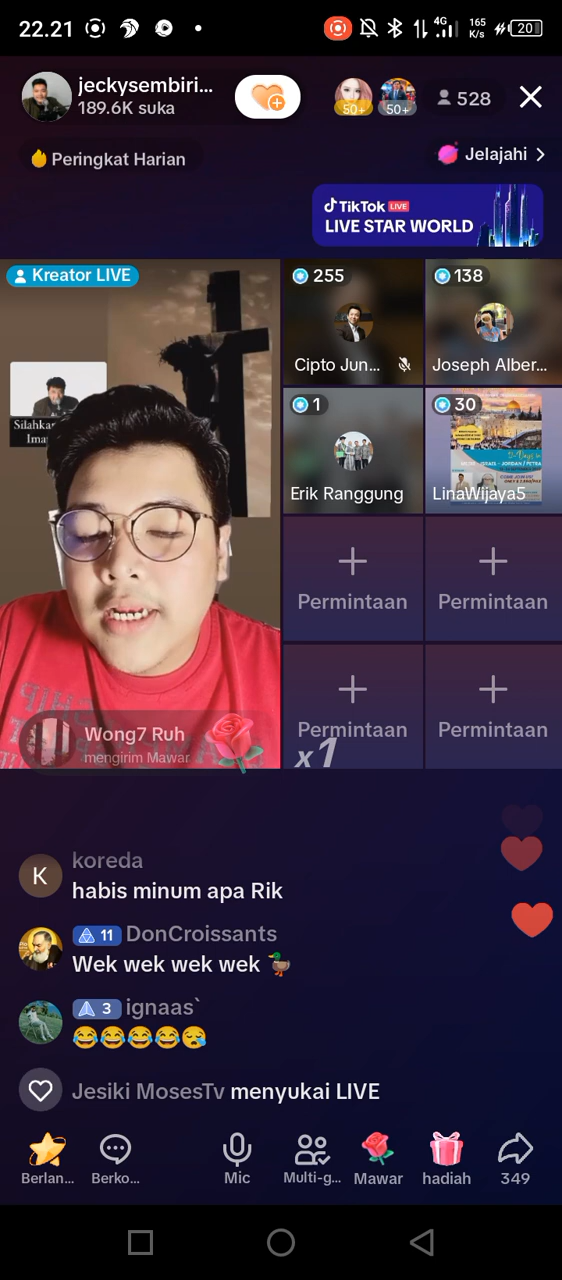 22.21
4G
165
K/s
20
jeckysembiri...
189.6K suka
50+
50+
528
Peringkat Harian
Jelajahi
TikTok LIVE
LIVE STAR WORLD
Kreator LIVE
255
138
Cipto Jun...
Joseph Alber...
1
30
Erik Ranggung
LinaWijaya5
Permintaan
Permintaan
Permintaan
Permintaan
Wong7 Ruh
mengirim Mawar
x1
koreda
K
habis minum apa Rik
11 DonCroissants
Wek wek wek wek
3 ignaas`
Jesiki MosesTv menyukai LIVE
Berlan...
Berko...
Mic
Multi-g...
Mawar
hadiah
349